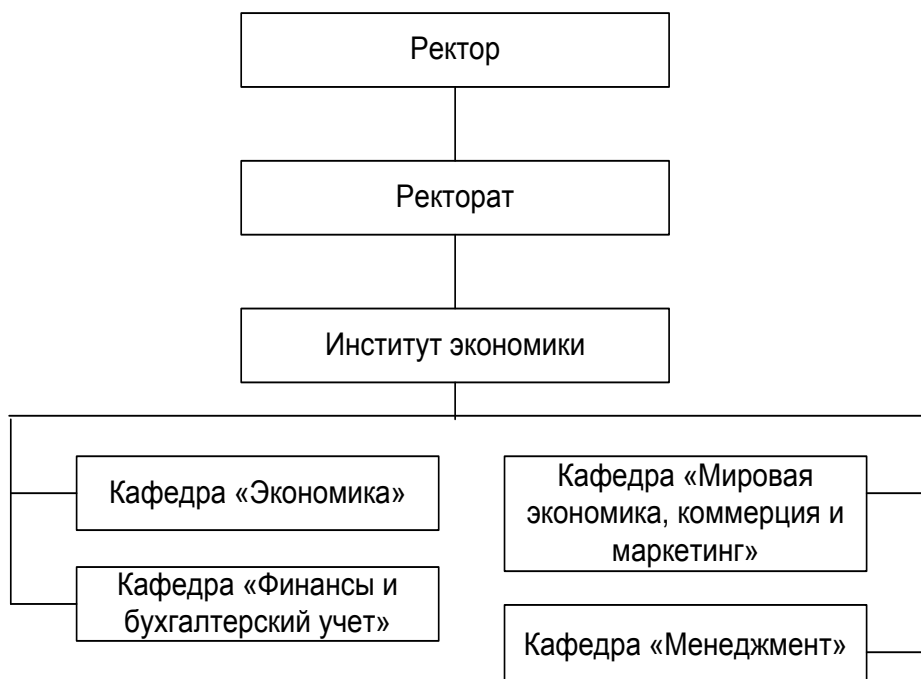 Ректор
Ректорат
Институт экономики
Кафедра «Экономика»
Кафедра «Финансы и
бухгалтерский учет»
Кафедра «Мировая
экономика, коммерция и
маркетинг»
Кафедра «Менеджмент»